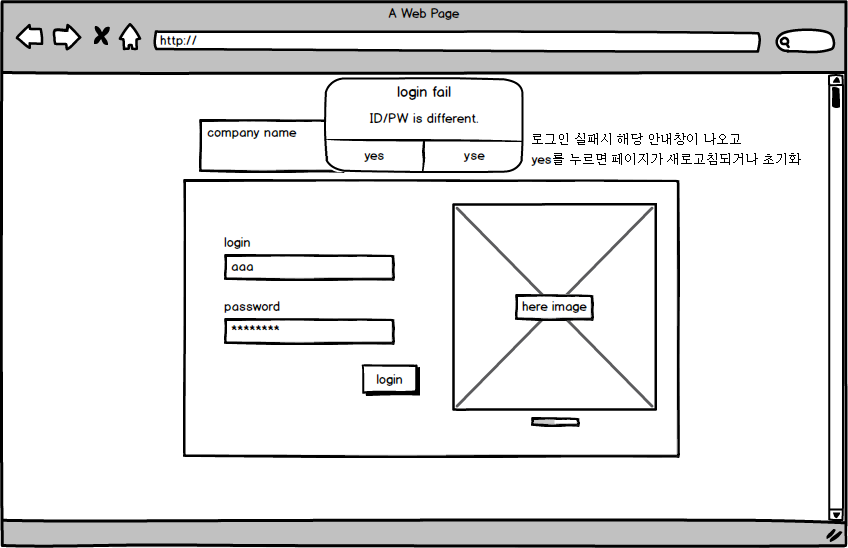 A Web Page
http://
login fail
ID/PW is different.
yes
yse
company name
로그인 실패시 해당 안내창이 나오고
yes를 누르면 페이지가 새로고침되거나 초기화
login
aaa
password
********
login
here image